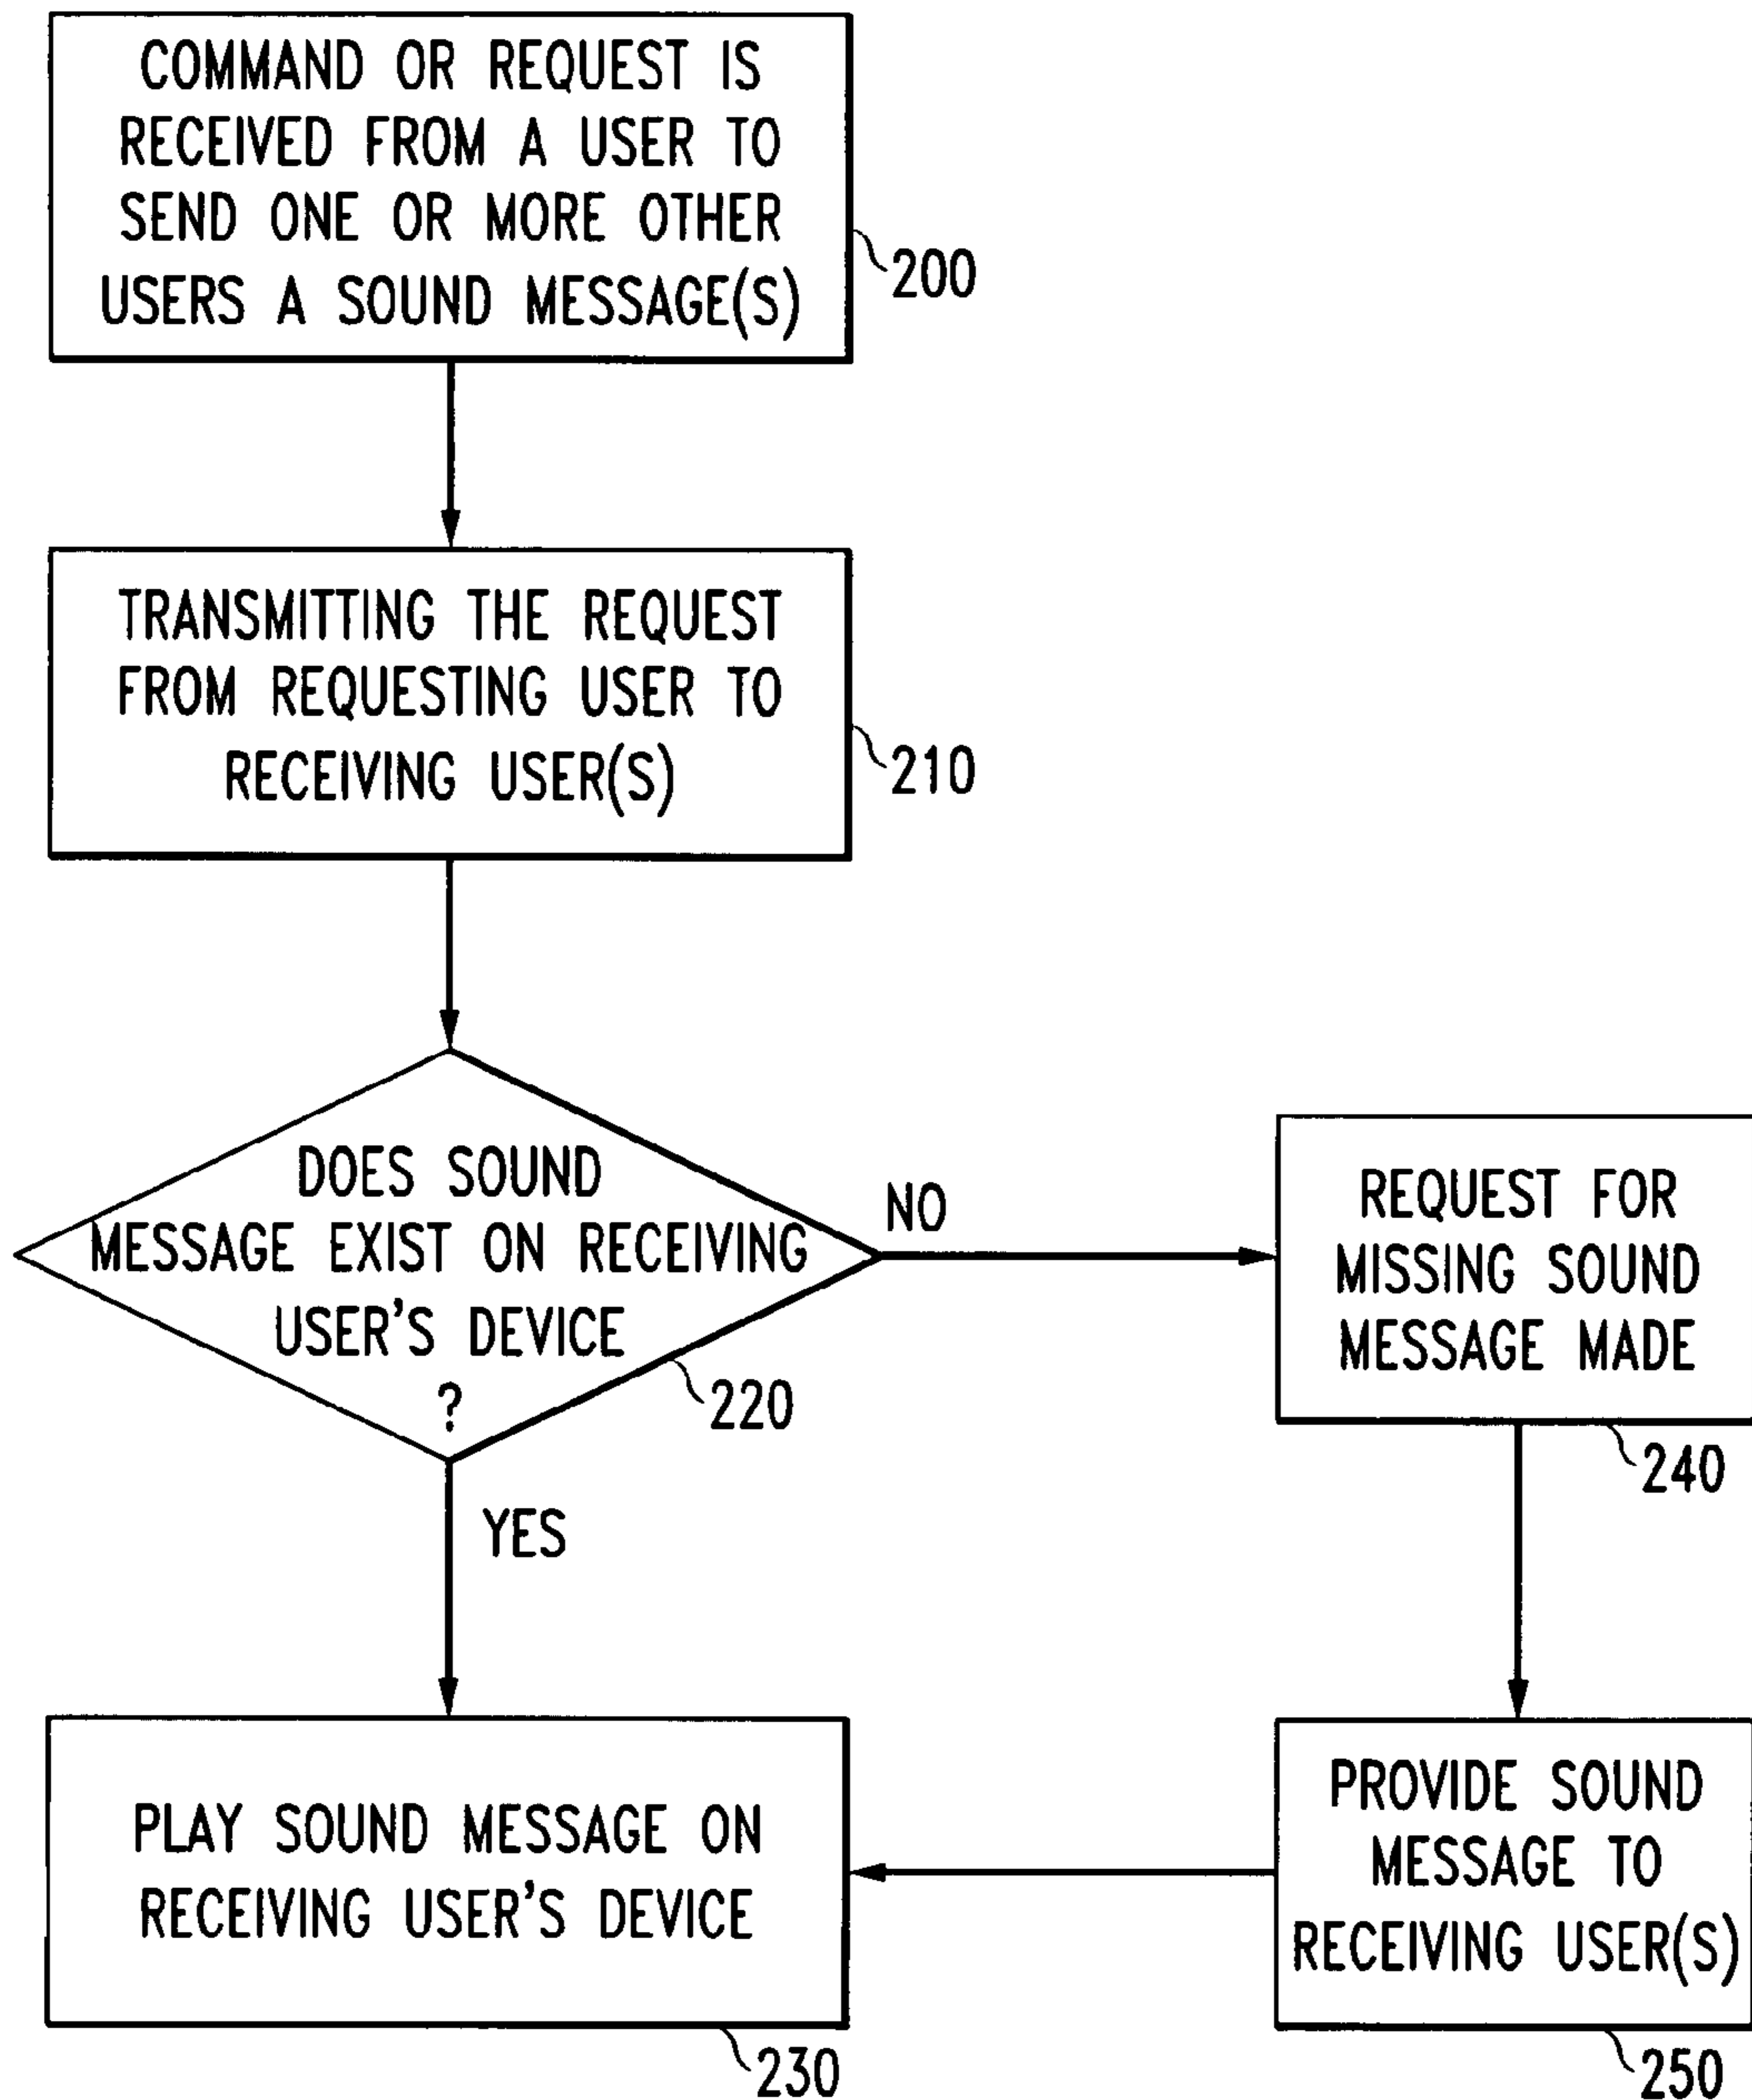 COMMAND OR REQUEST IS
RECEIVED FROM A USER TO
SEND ONE OR MORE OTHER
USERS A SOUND MESSAGE(S)
200
TRANSMITTING THE REQUEST
FROM REQUESTING USER TO
RECEIVING USER(S)
210
DOES SOUND
MESSAGE EXIST ON RECEIVING
USER'S DEVICE
?
220
NO
REQUEST FOR
MISSING SOUND
MESSAGE MADE
240
YES
PLAY SOUND MESSAGE ON
RECEIVING USER'S DEVICE
230
PROVIDE SOUND
MESSAGE TO
RECEIVING USER(S)
250